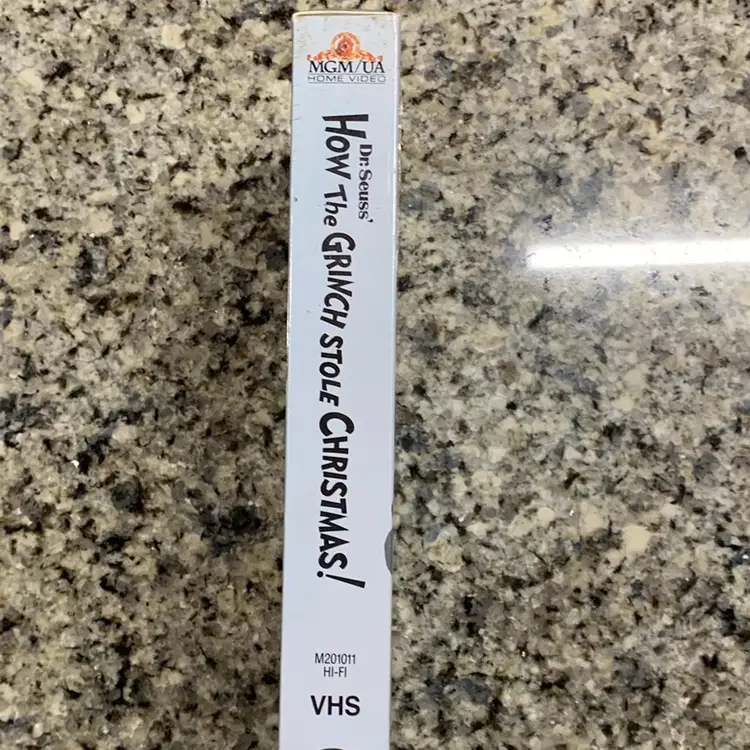 MGM/UA
HOME VIDEO
Dr. Seuss'
HOW The GRINCH STOLE CHRISTMAS!
M201011
HI-FI
VHS